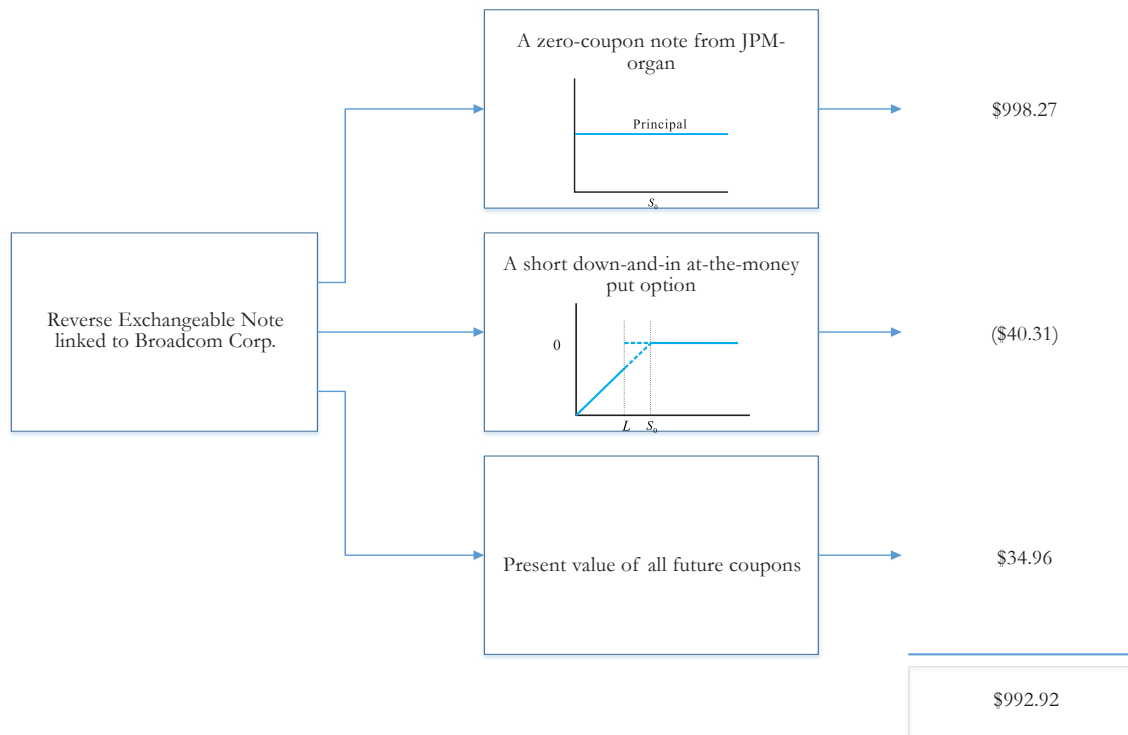 A zero-coupon note from JPM-
organ
Principal
S₀
$998.27
Reverse Exchangeable Note
linked to Broadcom Corp.
A short down-and-in at-the-money
put option
0
L S₀
($40.31)
Present value of all future coupons
$34.96
$992.92